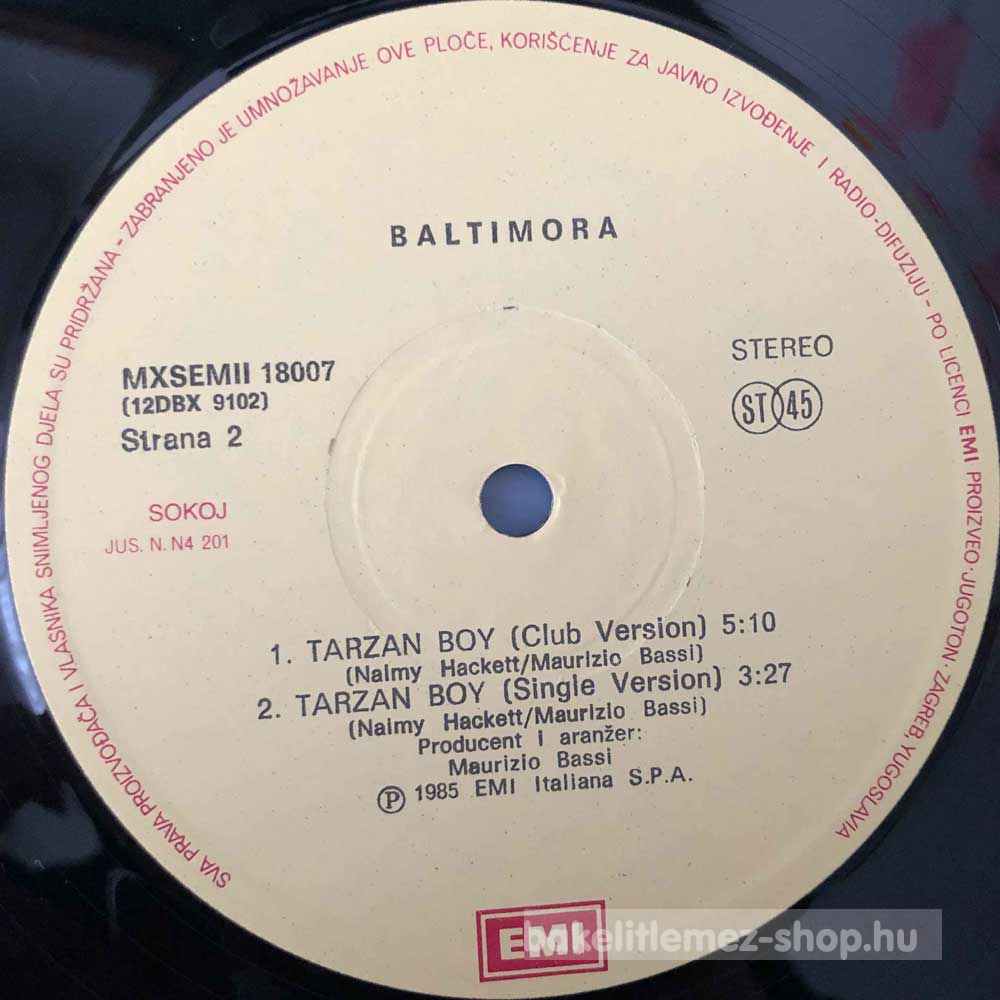 SVA PRAVA PROIZVOĐAČA I VLASNIKA SNIMLJENOG DJELA SU PRIDRŽANA - ZABRANJENO JE UMNOŽAVANJE OVE PLOČE, KORIŠĆENJE ZA JAVNO IZVOĐENJE I RADIO-DIFUZIJU - PO LICENCI EMI PROIZVEO-JUGOTON-ZAGREB, YUGOSLAVIA
BALTIMORA
MXSEMII 18007
(12DBX 9102)
Strana 2
STEREO
ST 45
SOKOJ
JUS. N. N4 201
1. TARZAN BOY (Club Version) 5:10
(Naimy Hackett/Maurizio Bassi)
2. TARZAN BOY (Single Version) 3:27
(Naimy Hackett/Maurizio Bassi)
Producent i aranžer:
Maurizio Bassi
Ⓟ 1985 EMI Italiana S.P.A.
EMI
bakelitlemez-shop.hu